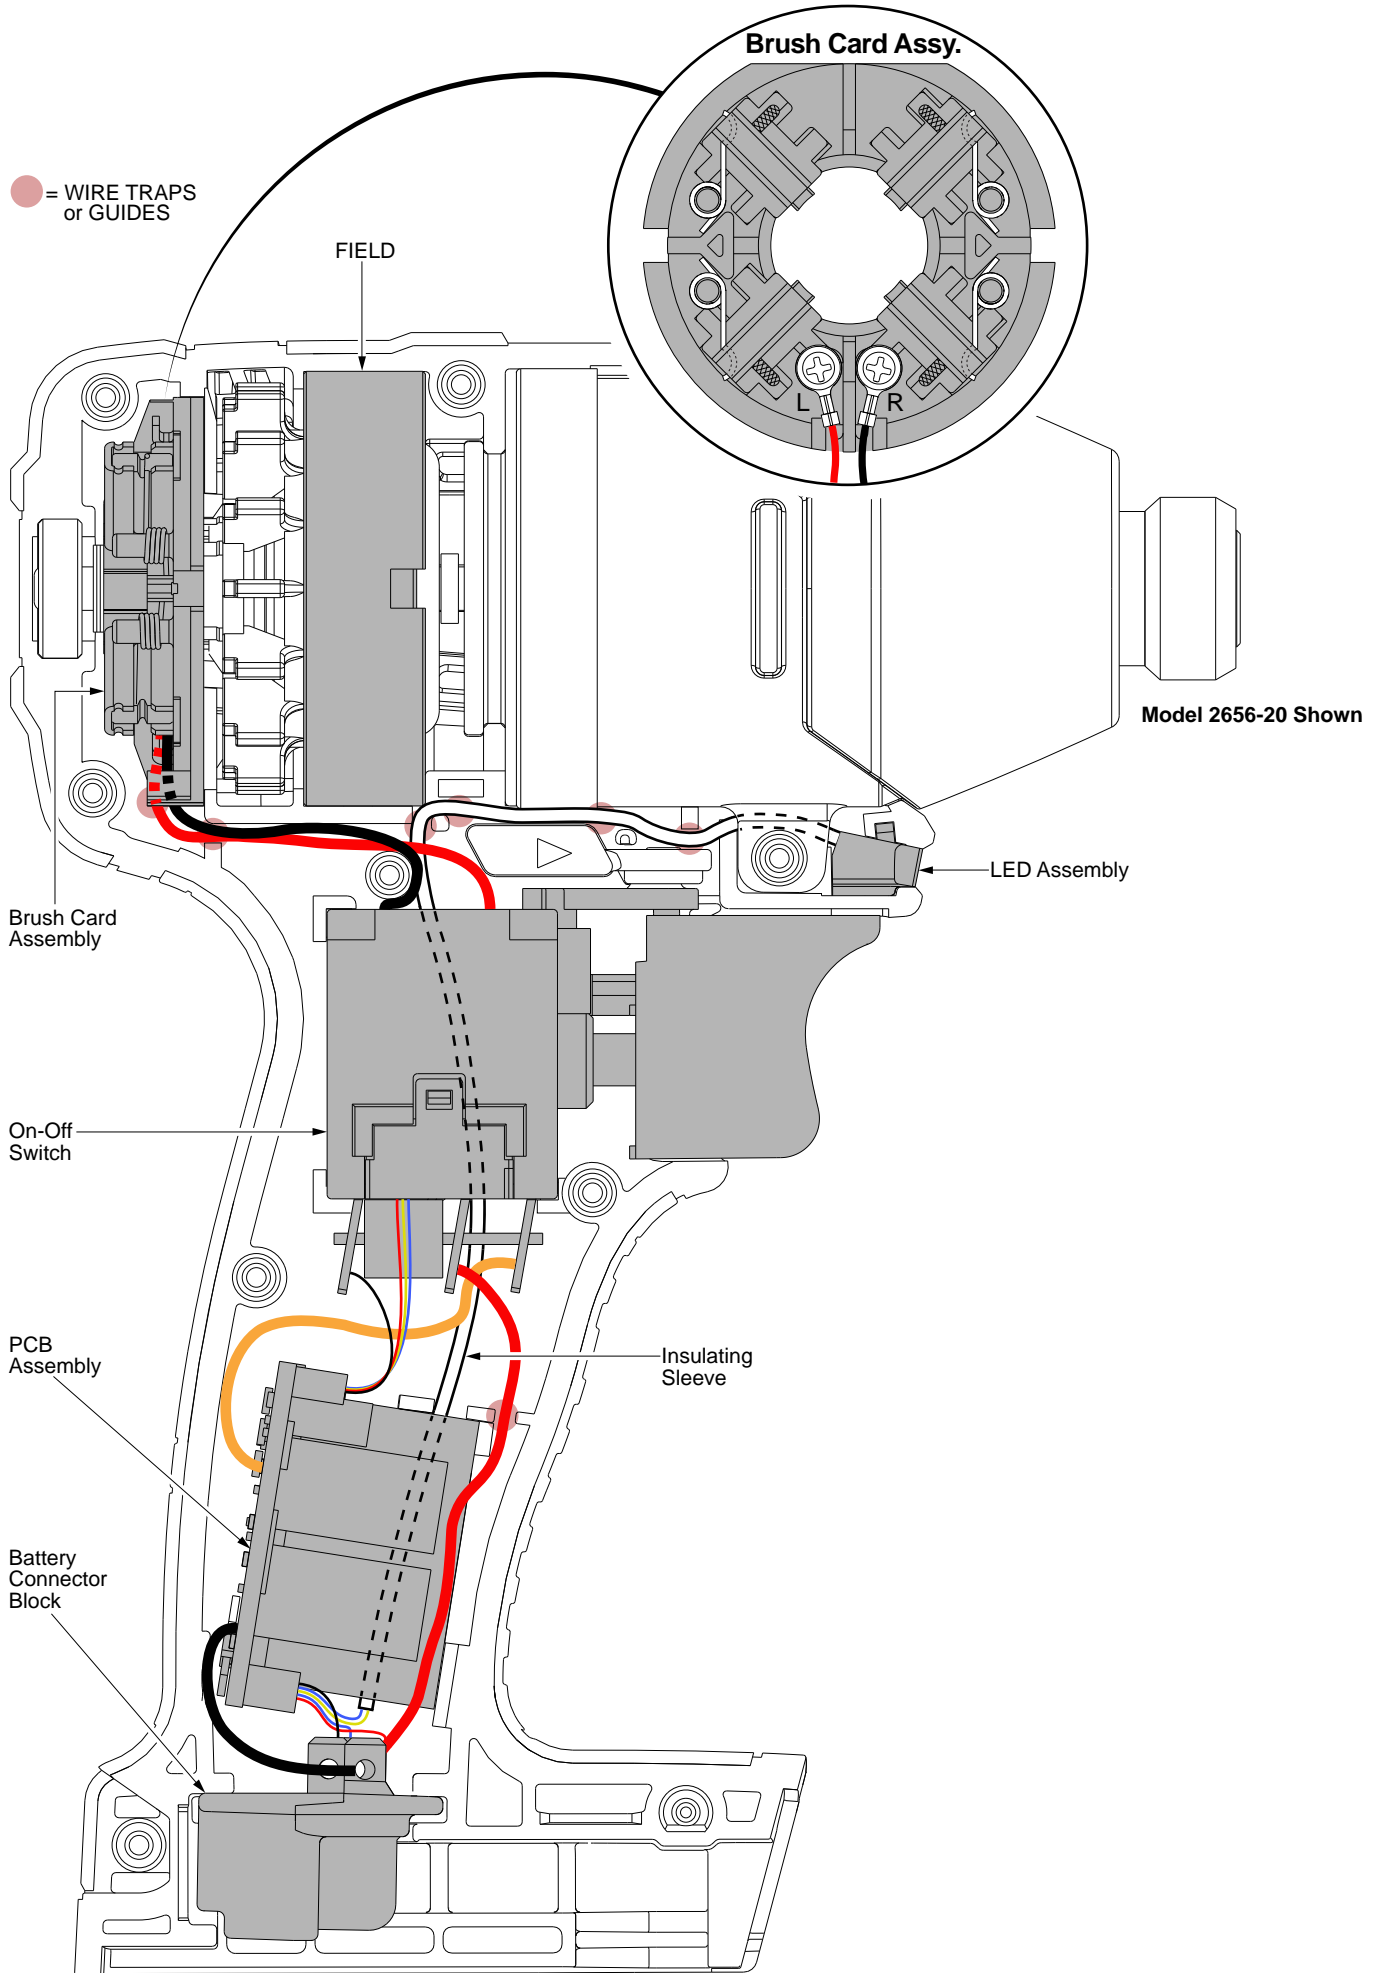 Brush Card Assy.
= WIRE TRAPS
or GUIDES
FIELD
L
R
Model 2656-20 Shown
LED Assembly
Brush Card
Assembly
On-Off
Switch
PCB
Assembly
Insulating
Sleeve
Battery
Connector
Block